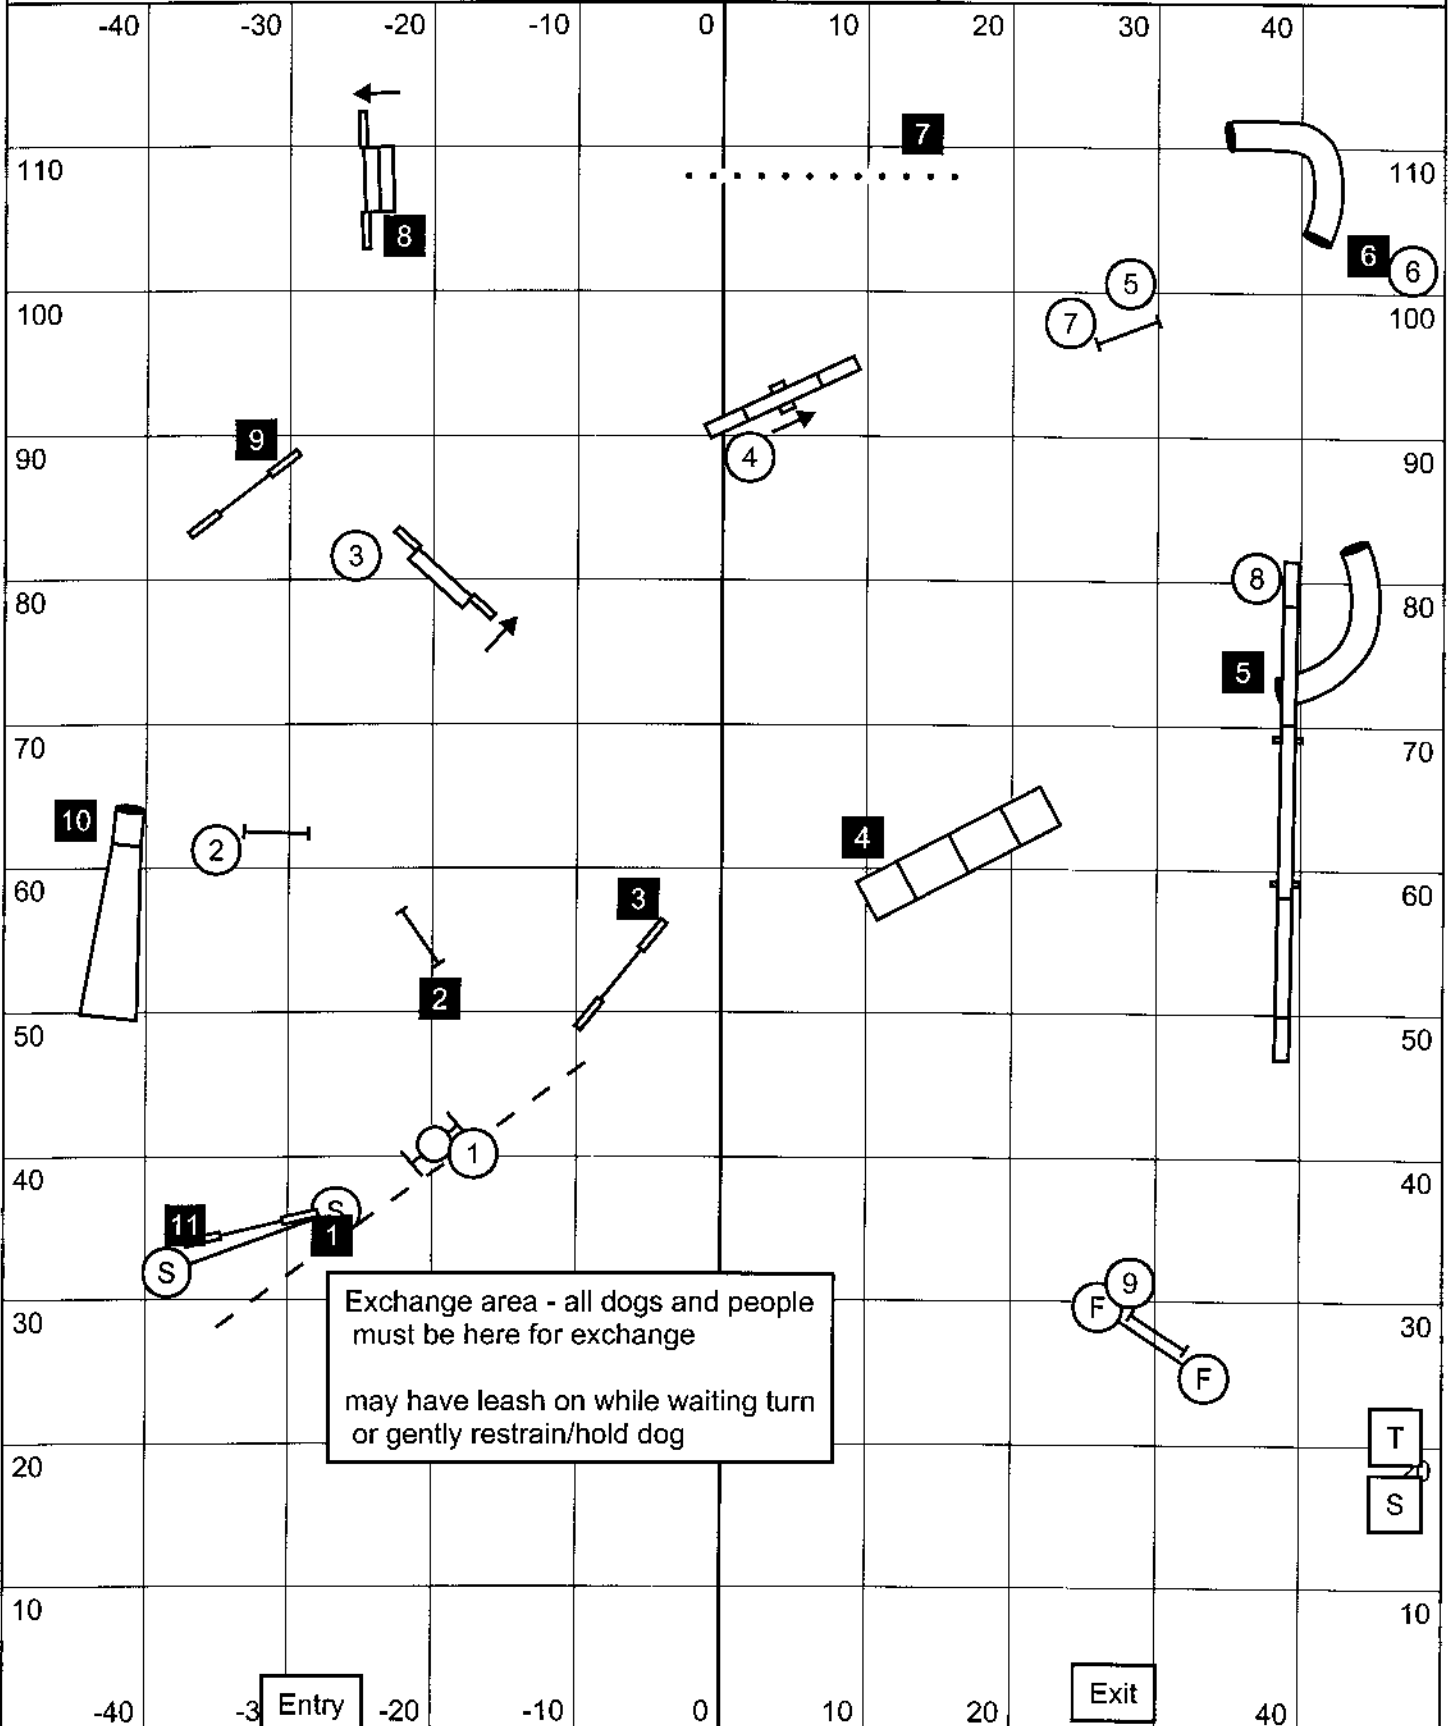 -40 -30 -20 -10 0 10 20 30 40
7
110 110
8
6 6
5
100 100
7
9
90 4 90
3
8
80 80
5
70 70
10
2
4
60 60
3
2
50 50
1
40 40
S
11
1
S
9
Exchange area - all dogs and people
F
must be here for exchange
30 30
F
may have leash on while waiting turn
or gently restrain/hold dog
T
20
S
10 10
Entry
Exit
-40 -3 -20 -10 0 10 20 40